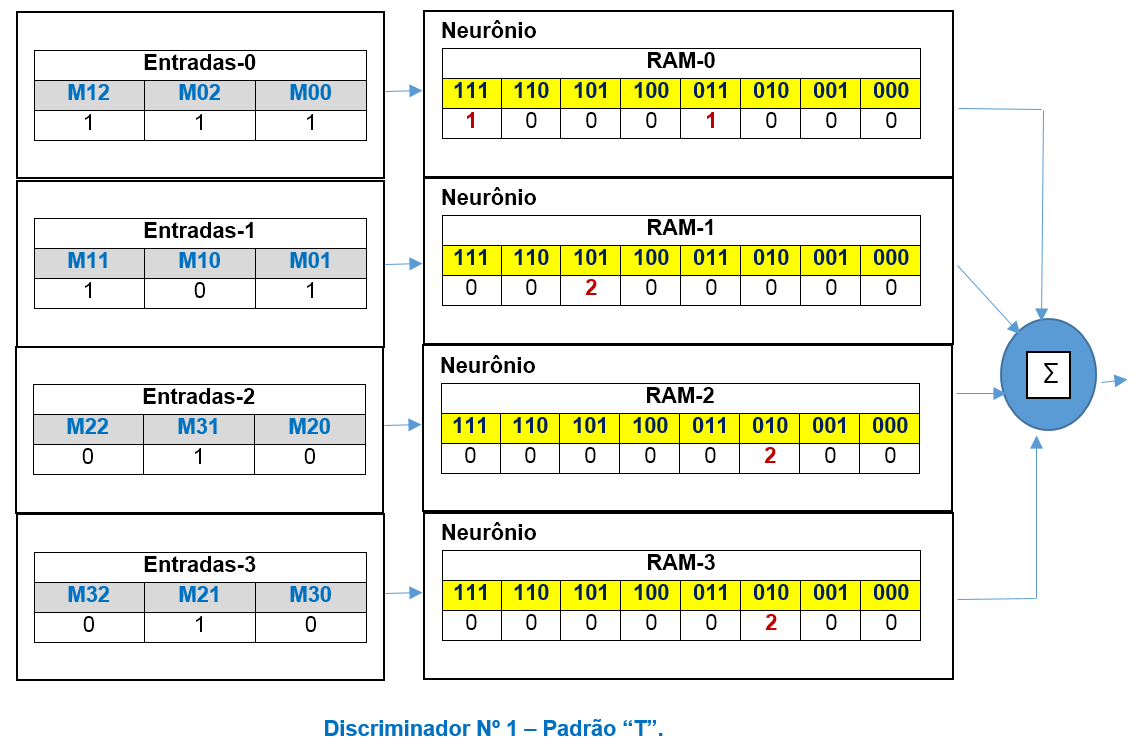 Entradas-0
M12 M02 M00
1 1 1
Neurônio
RAM-0
111 110 101 100 011 010 001 000
1 0 0 0 1 0 0 0
Entradas-1
M11 M10 M01
1 0 1
Neurônio
RAM-1
111 110 101 100 011 010 001 000
0 0 2 0 0 0 0 0
Entradas-2
M22 M31 M20
0 1 0
Neurônio
RAM-2
111 110 101 100 011 010 001 000
0 0 0 0 0 2 0 0
Entradas-3
M32 M21 M30
0 1 0
Neurônio
RAM-3
111 110 101 100 011 010 001 000
0 0 0 0 0 2 0 0
Σ
Discriminador Nº 1 – Padrão “T”.